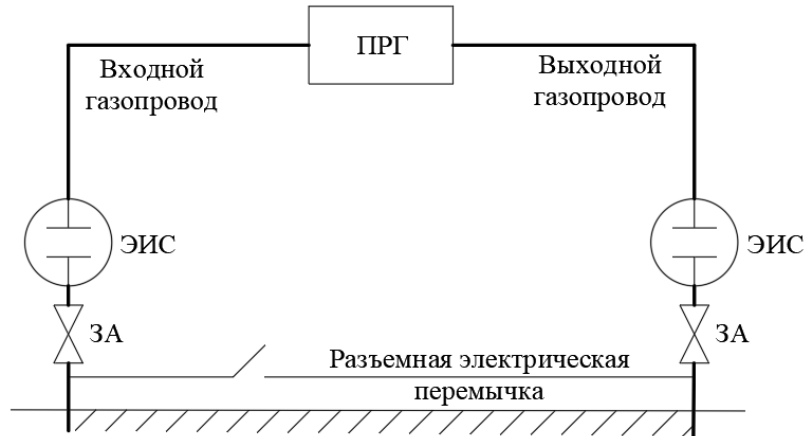 ПРГ
Входной
газопровод
Выходной
газопровод
ЭИС
ЭИС
ЗА
ЗА
Разъемная электрическая
перемычка